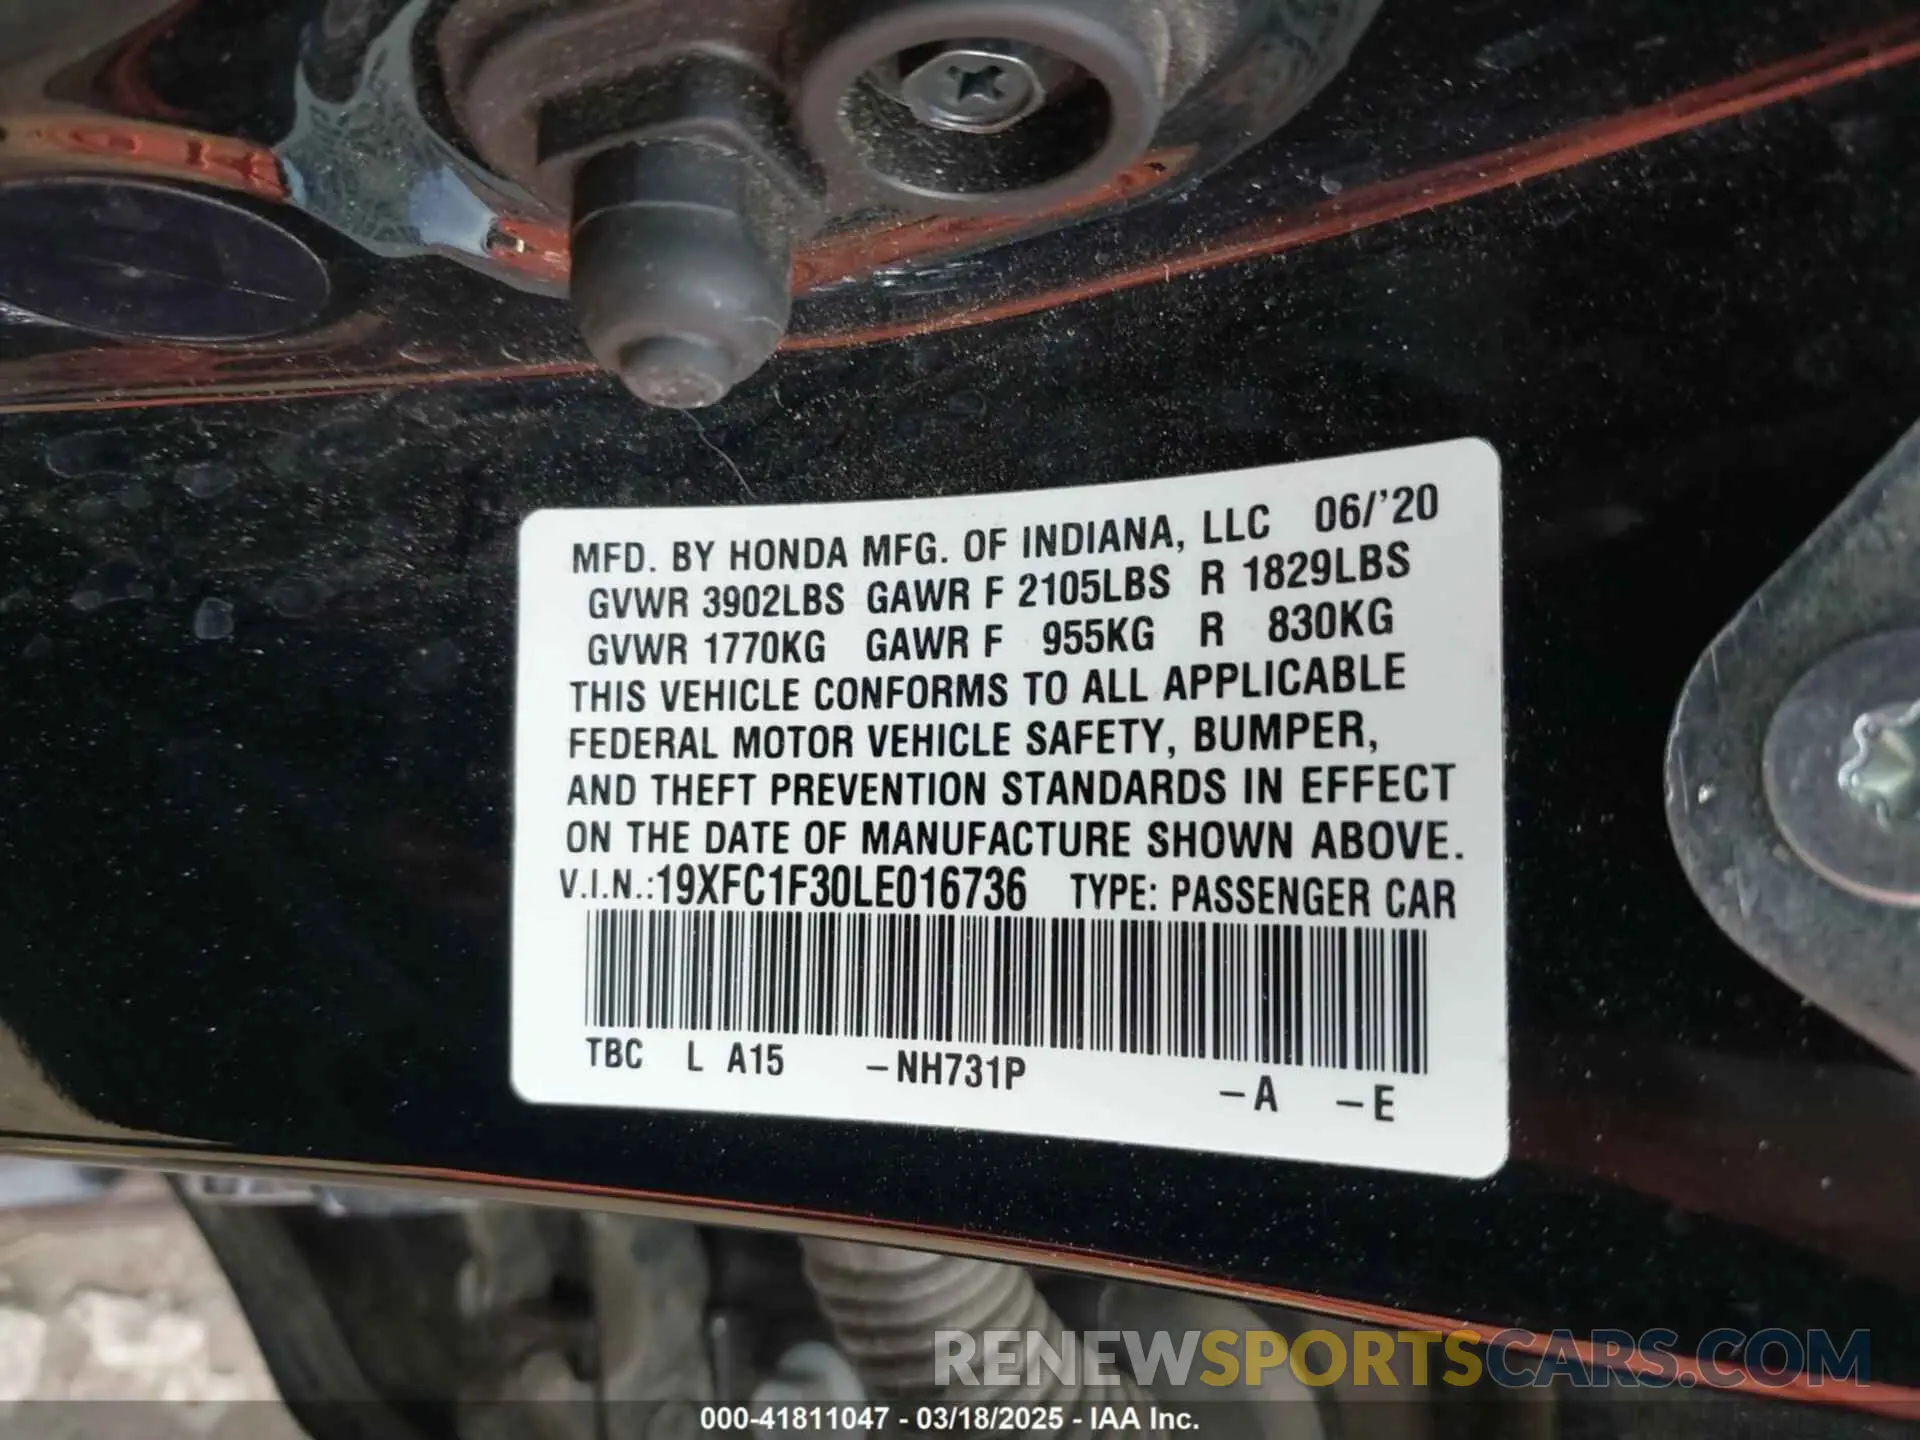 MFD. BY HONDA MFG. OF INDIANA, LLC 06/'20
GVWR 3902LBS GAWR F 2105LBS R 1829LBS
GVWR 1770KG GAWR F 955KG R 830KG
THIS VEHICLE CONFORMS TO ALL APPLICABLE
FEDERAL MOTOR VEHICLE SAFETY, BUMPER,
AND THEFT PREVENTION STANDARDS IN EFFECT
ON THE DATE OF MANUFACTURE SHOWN ABOVE.
V.I.N.:19XFC1F30LE016736 TYPE: PASSENGER CAR
TBC L A15 –NH731P –A –E
RENEWSPORTSCARS.COM
000-41811047 - 03/18/2025 - IAA Inc.